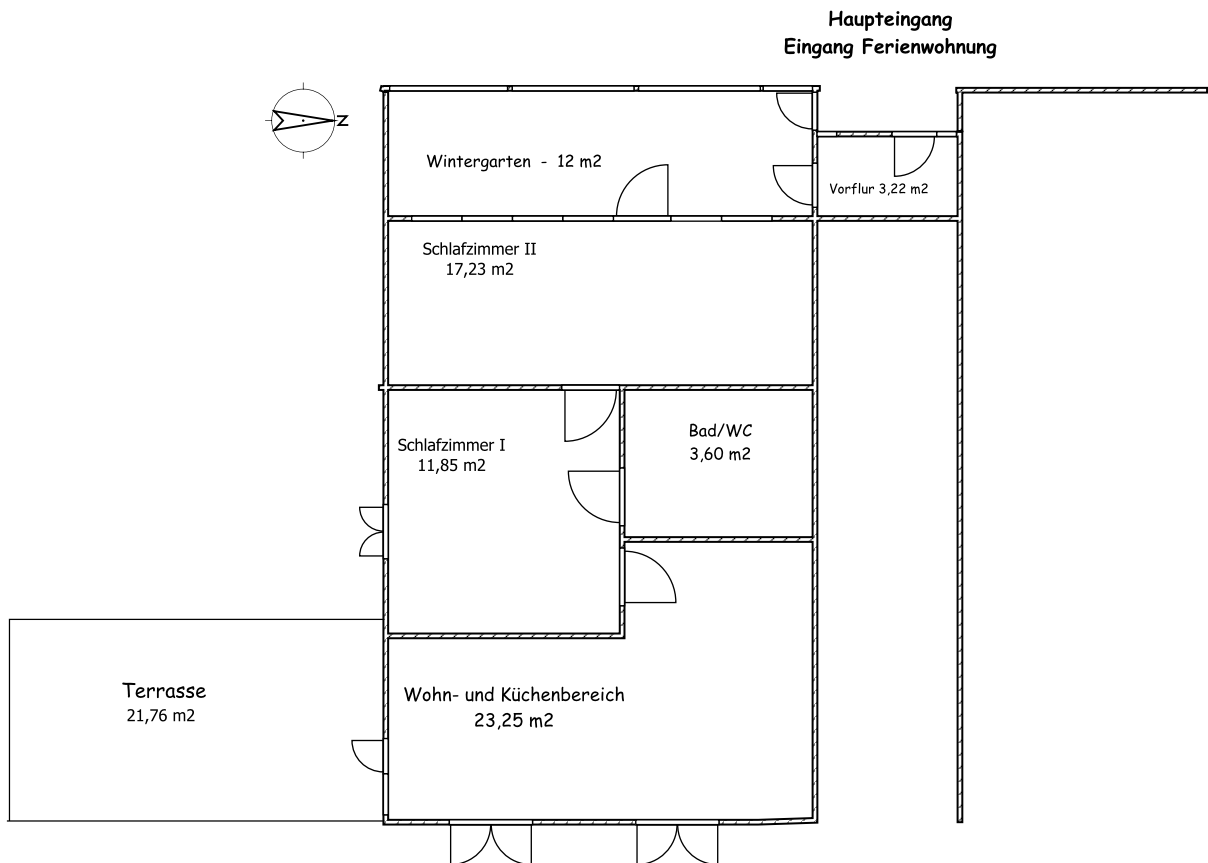 Haupteingang
Eingang Ferienwohnung
N
Wintergarten - 12 m2
Vorflur 3,22 m2
Schlafzimmer II
17,23 m2
Schlafzimmer I
11,85 m2
Bad/WC
3,60 m2
Terrasse
21,76 m2
Wohn- und Küchenbereich
23,25 m2